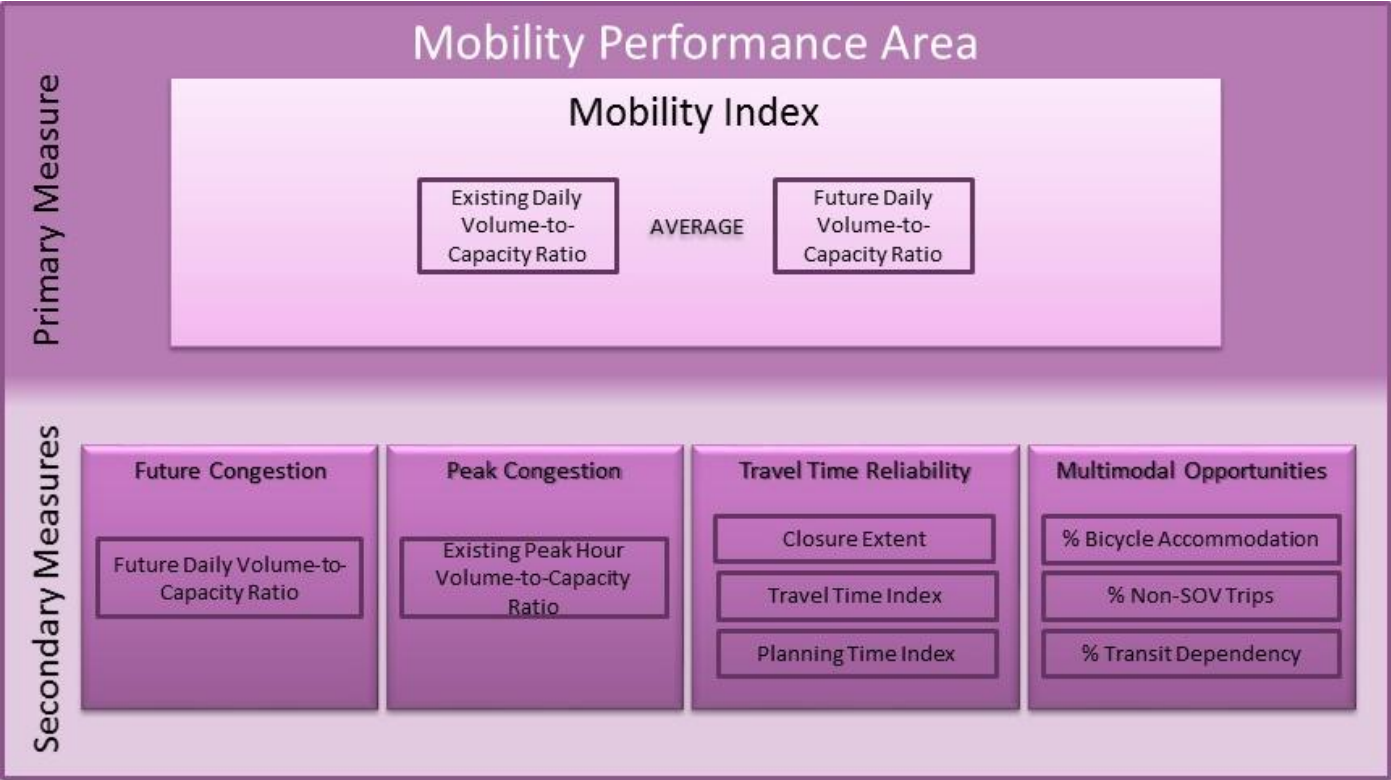 Mobility Performance Area
Primary Measure
Mobility Index
Existing Daily
Volume-to-
Capacity Ratio
AVERAGE
Future Daily
Volume-to-
Capacity Ratio
Secondary Measures
Future Congestion
Future Daily Volume-to-
Capacity Ratio
Peak Congestion
Existing Peak Hour
Volume-to-Capacity
Ratio
Travel Time Reliability
Closure Extent
Travel Time Index
Planning Time Index
Multimodal Opportunities
% Bicycle Accommodation
% Non-SOV Trips
% Transit Dependency